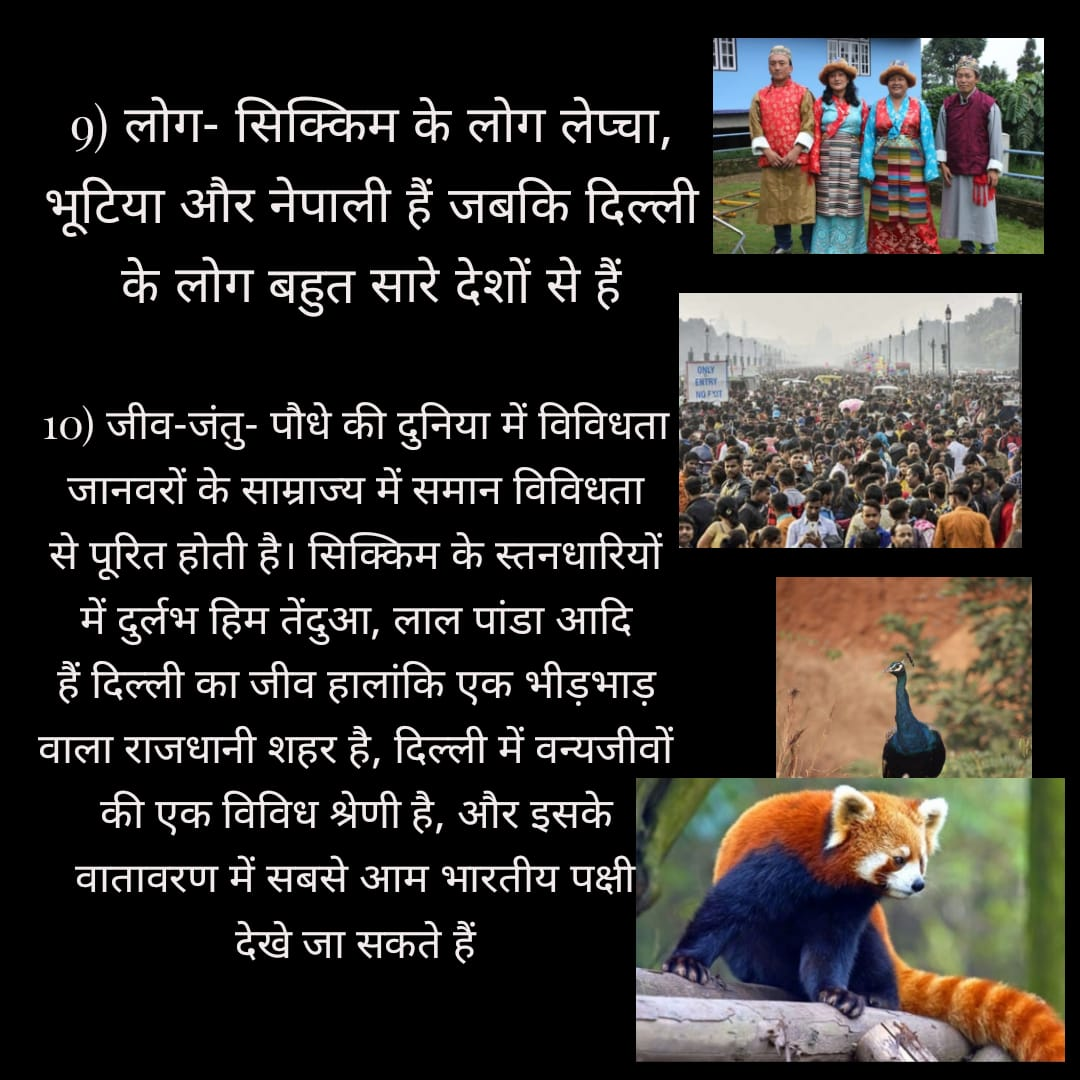 9) लोग- सिक्किम के लोग लेप्चा,
भूटिया और नेपाली हैं जबकि दिल्ली
के लोग बहुत सारे देशों से हैं
10) जीव-जंतु- पौधे की दुनिया में विविधता
जानवरों के साम्राज्य में समान विविधता
से पूरित होती है। सिक्किम के स्तनधारियों
में दुर्लभ हिम तेंदुआ, लाल पांडा आदि
हैं दिल्ली का जीव हालांकि एक भीड़भाड़
वाला राजधानी शहर है, दिल्ली में वन्यजीवों
की एक विविध श्रेणी है, और इसके
वातावरण में सबसे आम भारतीय पक्षी
देखे जा सकते हैं
ONLY
ENTRY
NO